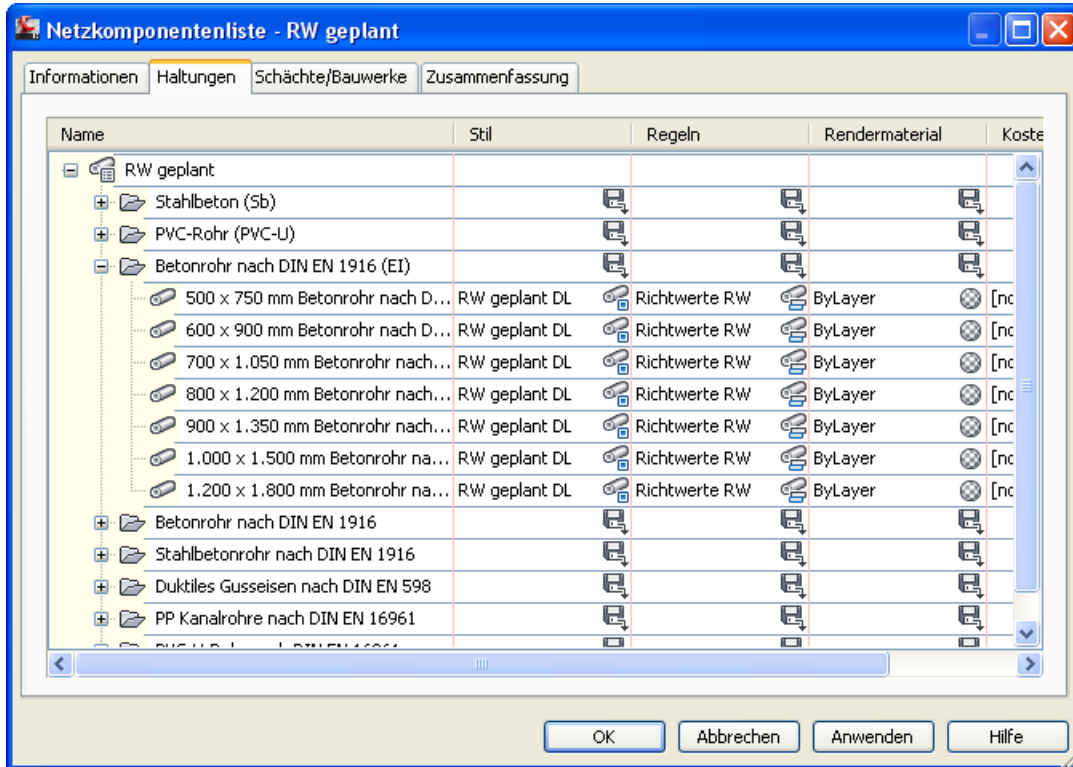 Netzkomponentenliste - RW geplant
Informationen Haltungen Schächte/Bauwerke Zusammenfassung
Name Stil Regeln Rendermaterial Koste
RW geplant
Stahlbeton (Sb)
PVC-Rohr (PVC-U)
Betonrohr nach DIN EN 1916 (EI)
500 x 750 mm Betonrohr nach D... RW geplant DL Richtwerte RW ByLayer [no
600 x 900 mm Betonrohr nach D... RW geplant DL Richtwerte RW ByLayer [no
700 x 1.050 mm Betonrohr nach... RW geplant DL Richtwerte RW ByLayer [no
800 x 1.200 mm Betonrohr nach... RW geplant DL Richtwerte RW ByLayer [no
900 x 1.350 mm Betonrohr nach... RW geplant DL Richtwerte RW ByLayer [no
1.000 x 1.500 mm Betonrohr na... RW geplant DL Richtwerte RW ByLayer [no
1.200 x 1.800 mm Betonrohr na... RW geplant DL Richtwerte RW ByLayer [no
Betonrohr nach DIN EN 1916
Stahlbetonrohr nach DIN EN 1916
Duktiles Gusseisen nach DIN EN 598
PP Kanalrohre nach DIN EN 16961
OK Abbrechen Anwenden Hilfe